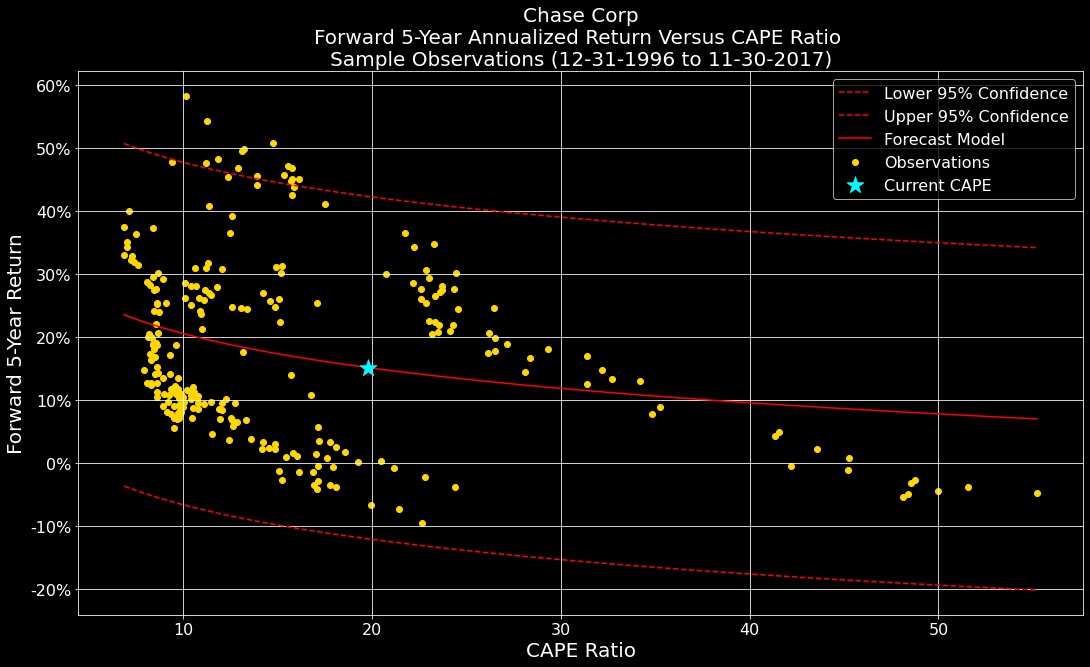 Chase Corp
Forward 5-Year Annualized Return Versus CAPE Ratio
Sample Observations (12-31-1996 to 11-30-2017)
Lower 95% Confidence
Upper 95% Confidence
Forecast Model
Observations
Current CAPE
Forward 5-Year Return
60%
50%
40%
30%
20%
10%
0%
-10%
-20%
10 20 30 40 50
CAPE Ratio